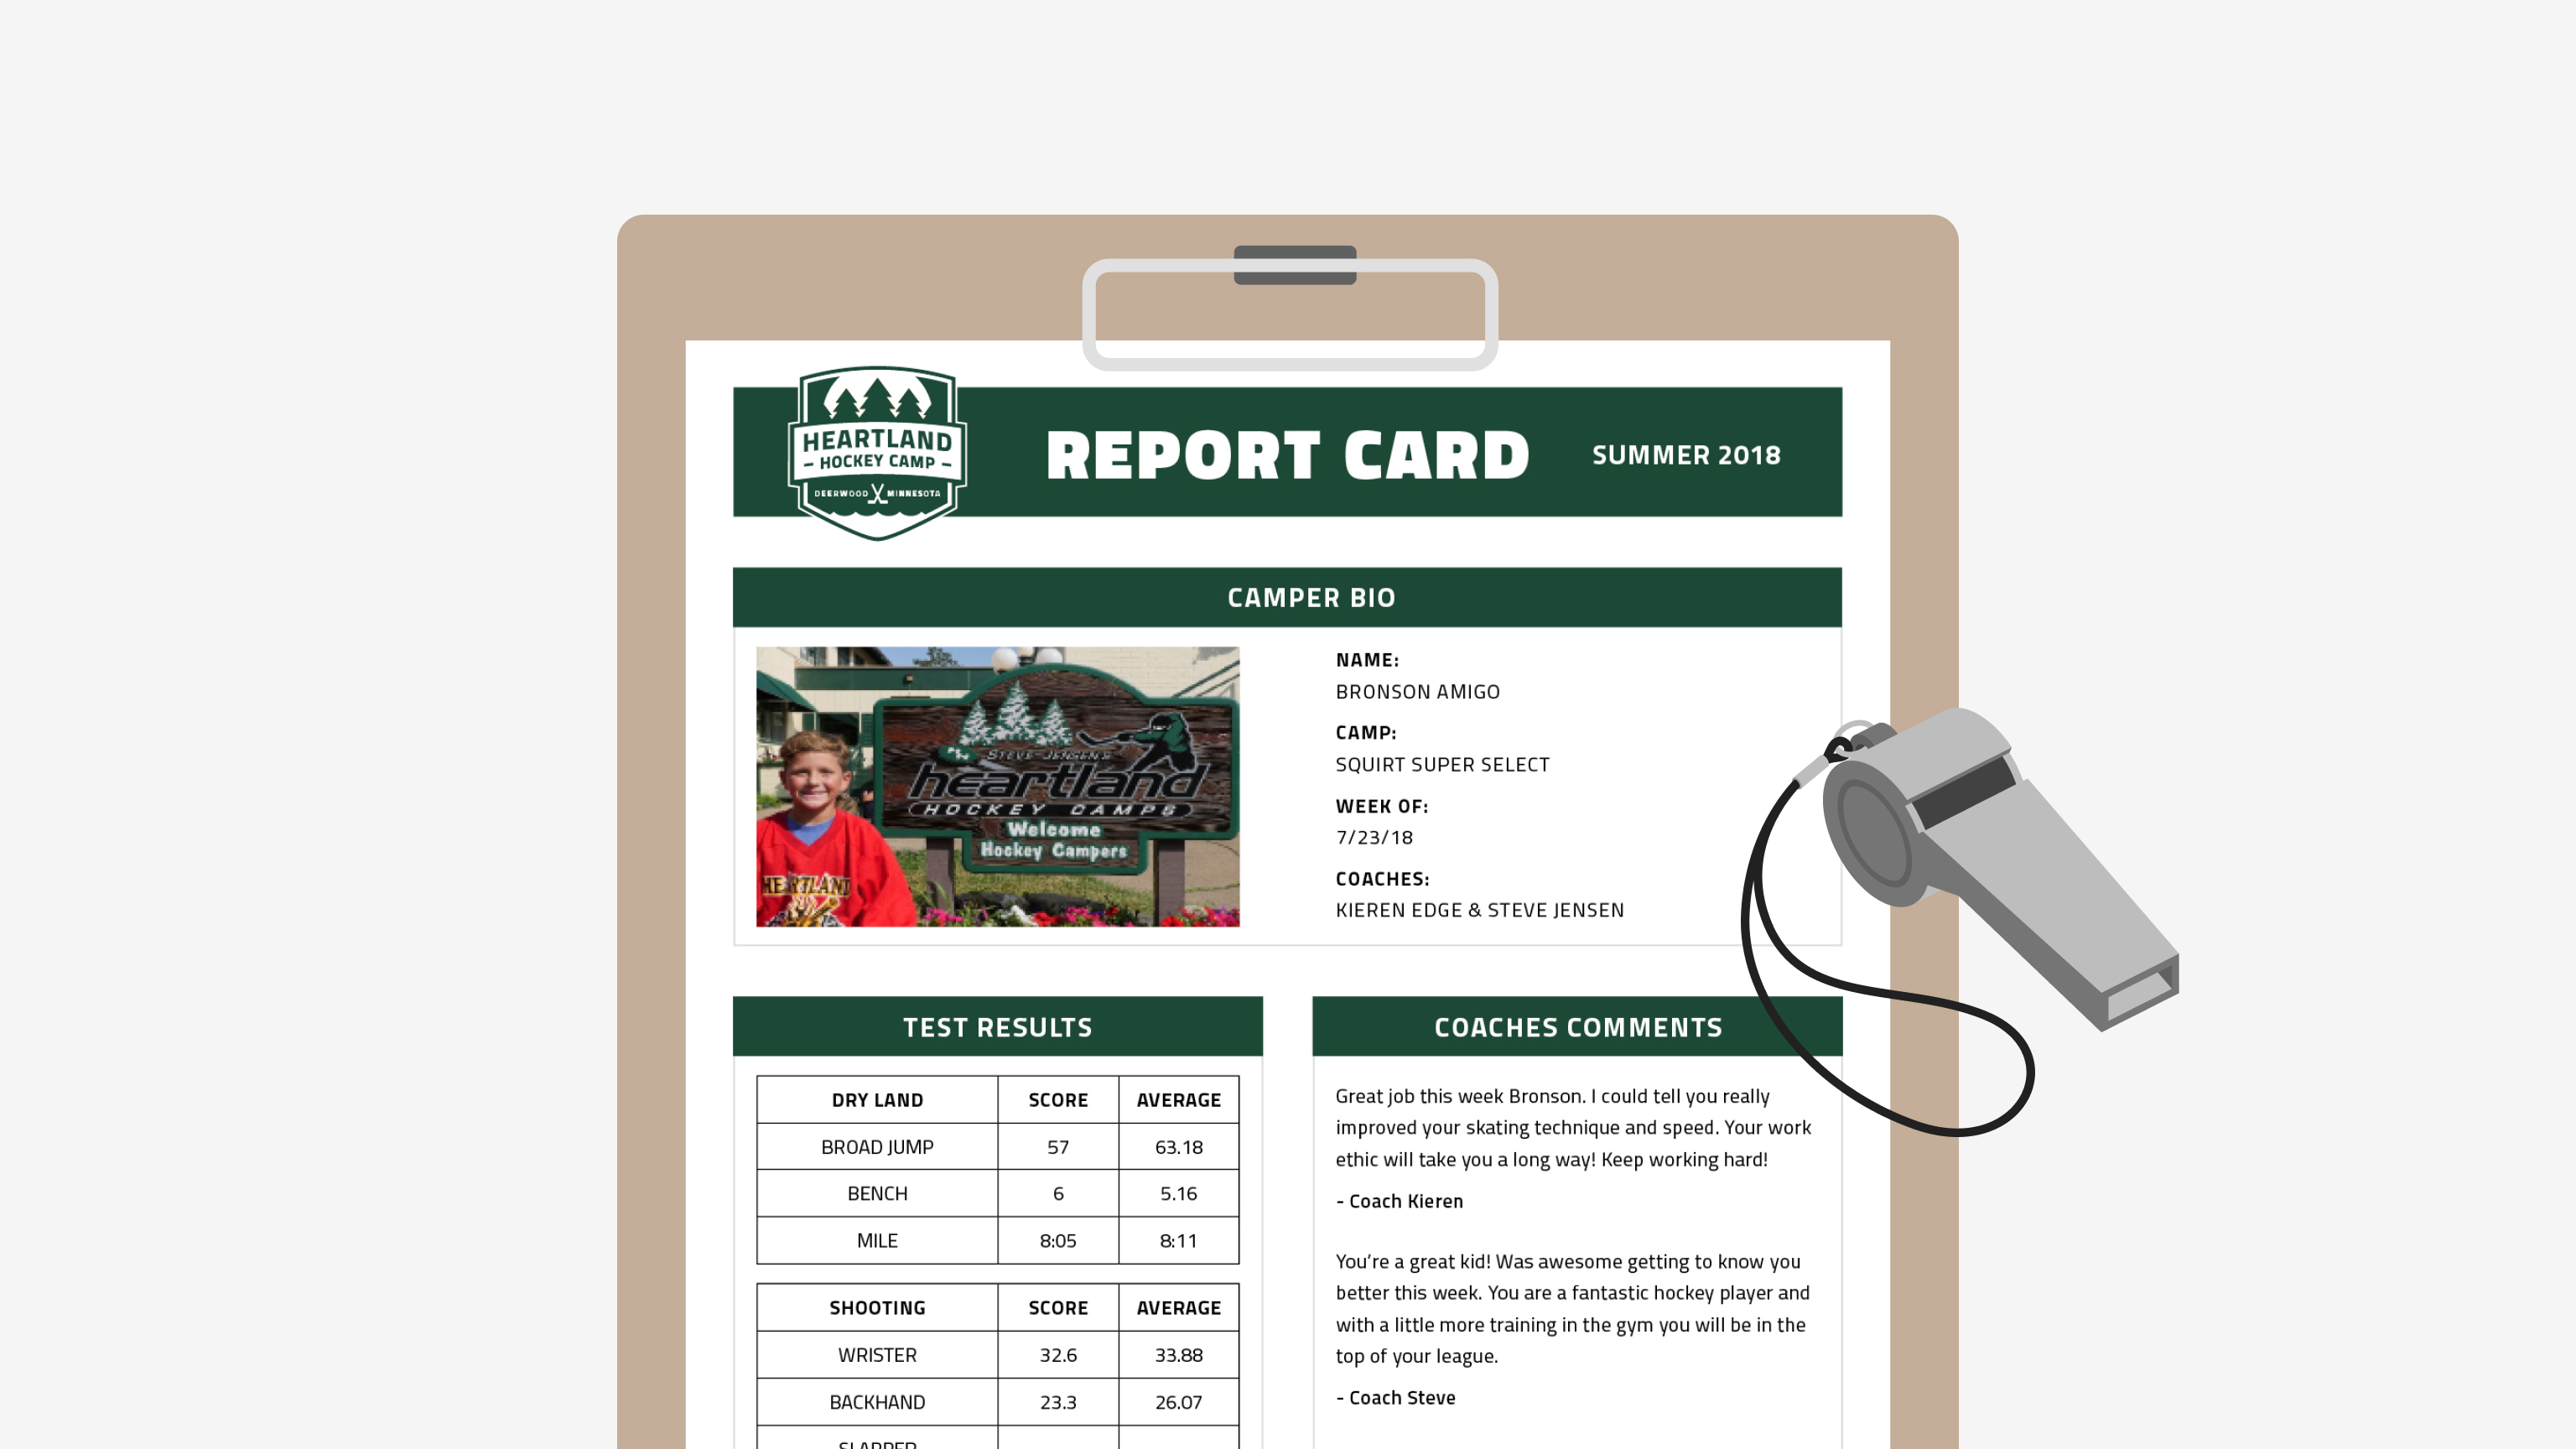 HEARTLAND
- HOCKEY CAMP -
DEERWOOD MINNESOTA
REPORT CARD
SUMMER 2018
CAMPER BIO
STEVE JENSEN'S
heartland
HOCKEY CAMPS
Welcome
Hockey Campers
HEARTLAND
NAME:
BRONSON AMIGO
CAMP:
SQUIRT SUPER SELECT
WEEK OF:
7/23/18
COACHES:
KIEREN EDGE & STEVE JENSEN
TEST RESULTS
DRY LAND SCORE AVERAGE
BROAD JUMP 57 63.18
BENCH 6 5.16
MILE 8:05 8:11
SHOOTING SCORE AVERAGE
WRISTER 32.6 33.88
BACKHAND 23.3 26.07
COACHES COMMENTS
Great job this week Bronson. I could tell you really
improved your skating technique and speed. Your work
ethic will take you a long way! Keep working hard!
- Coach Kieren
You’re a great kid! Was awesome getting to know you
better this week. You are a fantastic hockey player and
with a little more training in the gym you will be in the
top of your league.
- Coach Steve